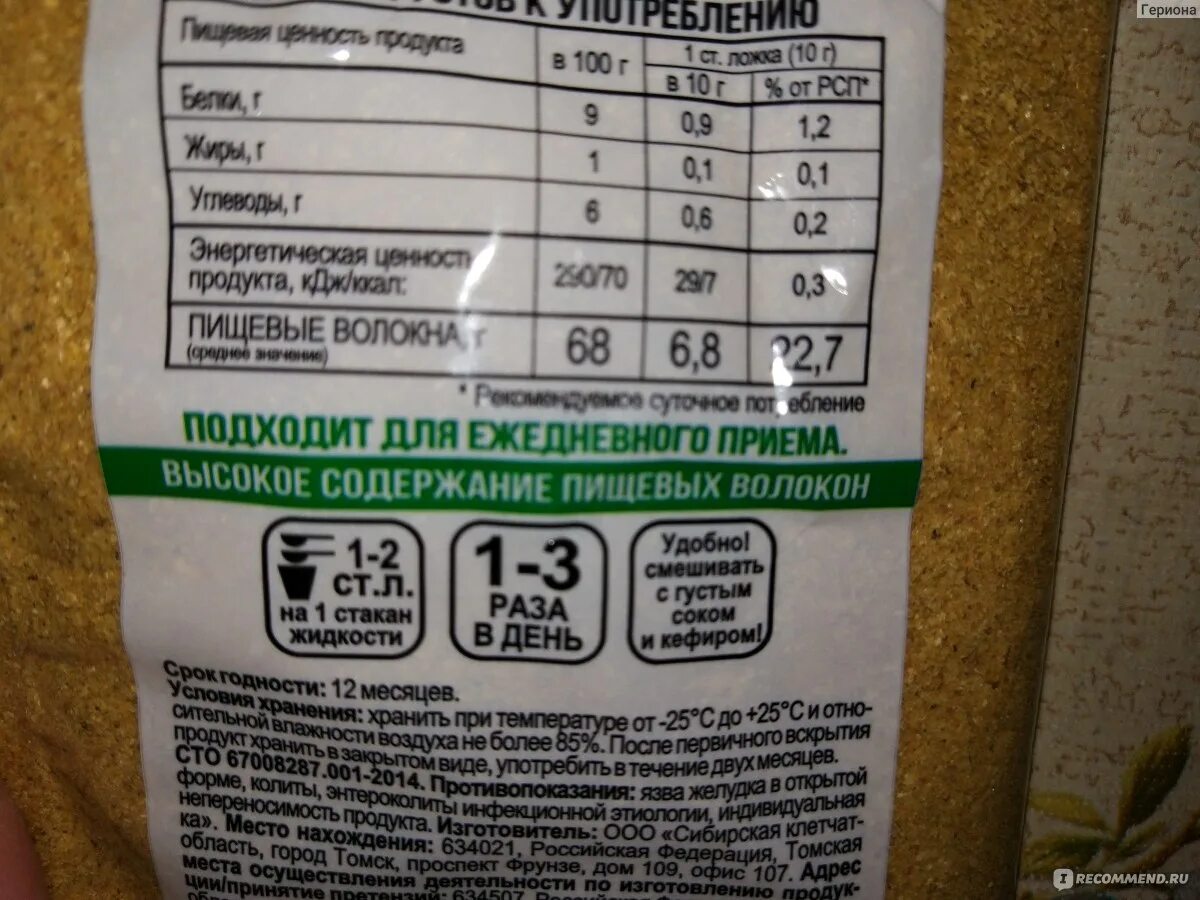 Гериона
К УПОТРЕБЛЕНИЮ
Пищевая ценность продукта
в 100 г
1 ст. ложка (10 г)
в 10 г
% от РСП*
Белки, г
9
0,9
1,2
Жиры, г
1
0,1
0,1
Углеводы, г
6
0,6
0,2
Энергетическая ценность
продукта, кДж/ккал:
290/70
29/7
0,3
ПИЩЕВЫЕ ВОЛОКНА, г
(среднее значение)
68
6,8
22,7
* Рекомендуемое суточное потребление
ПОДХОДИТ ДЛЯ ЕЖЕДНЕВНОГО ПРИЕМА.
ВЫСОКОЕ СОДЕРЖАНИЕ ПИЩЕВЫХ ВОЛОКОН
1-2
СТ.Л.
на 1 стакан
жидкости
1-3
РАЗА
В ДЕНЬ
Удобно!
смешивать
с густым
соком
и кефиром!
Срок годности: 12 месяцев.
Условия хранения: хранить при температуре от -25°С до +25°С и отно-
сительной влажности воздуха не более 85%. После первичного вскрытия
продукт хранить в закрытом виде, употребить в течение двух месяцев.
СТО 67008287.001-2014. Противопоказания: язва желудка в открытой
форме, колиты, энтероколиты инфекционной этиологии, индивидуальная
непереносимость продукта. Изготовитель: ООО «Сибирская клетчат-
ка». Место нахождения: 634021, Российская Федерация, Томская
область, город Томск, проспект Фрунзе, дом 109, офис 107. Адрес
места осуществления деятельности по изготовлению продук-
ции/принятие претензий: 634507,
IRECOMMEND.RU